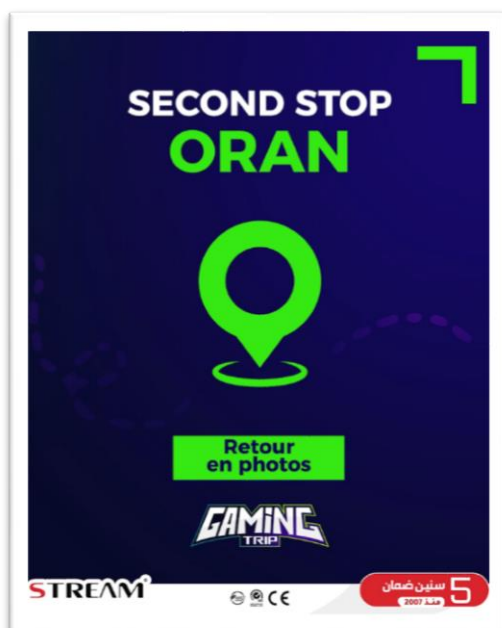 SECOND STOP
ORAN
Retour
en photos
GAMING
TRIP
STREAM
CE
5 سنين ضمان
منذ 2007